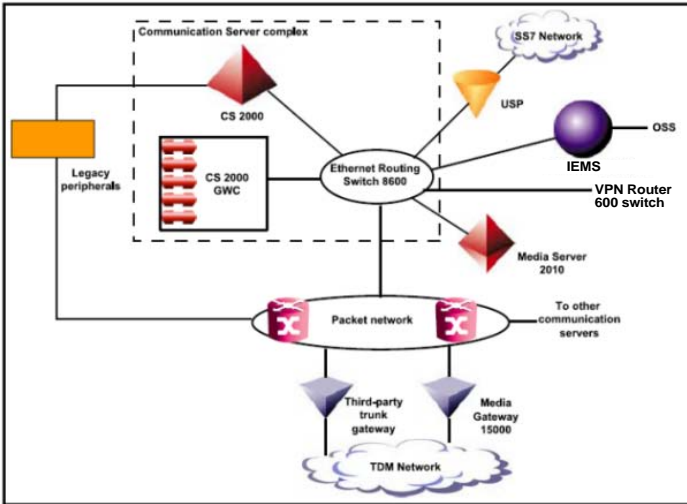 Communication Server complex
SS7 Network
CS 2000
USP
OSS
IEMS
Legacy
peripherals
CS 2000
GWC
Ethernet Routing
Switch 8600
VPN Router
600 switch
Media Server
2010
Packet network
To other
communication
servers
Third-party
trunk
gateway
Media
Gateway
15000
TDM Network